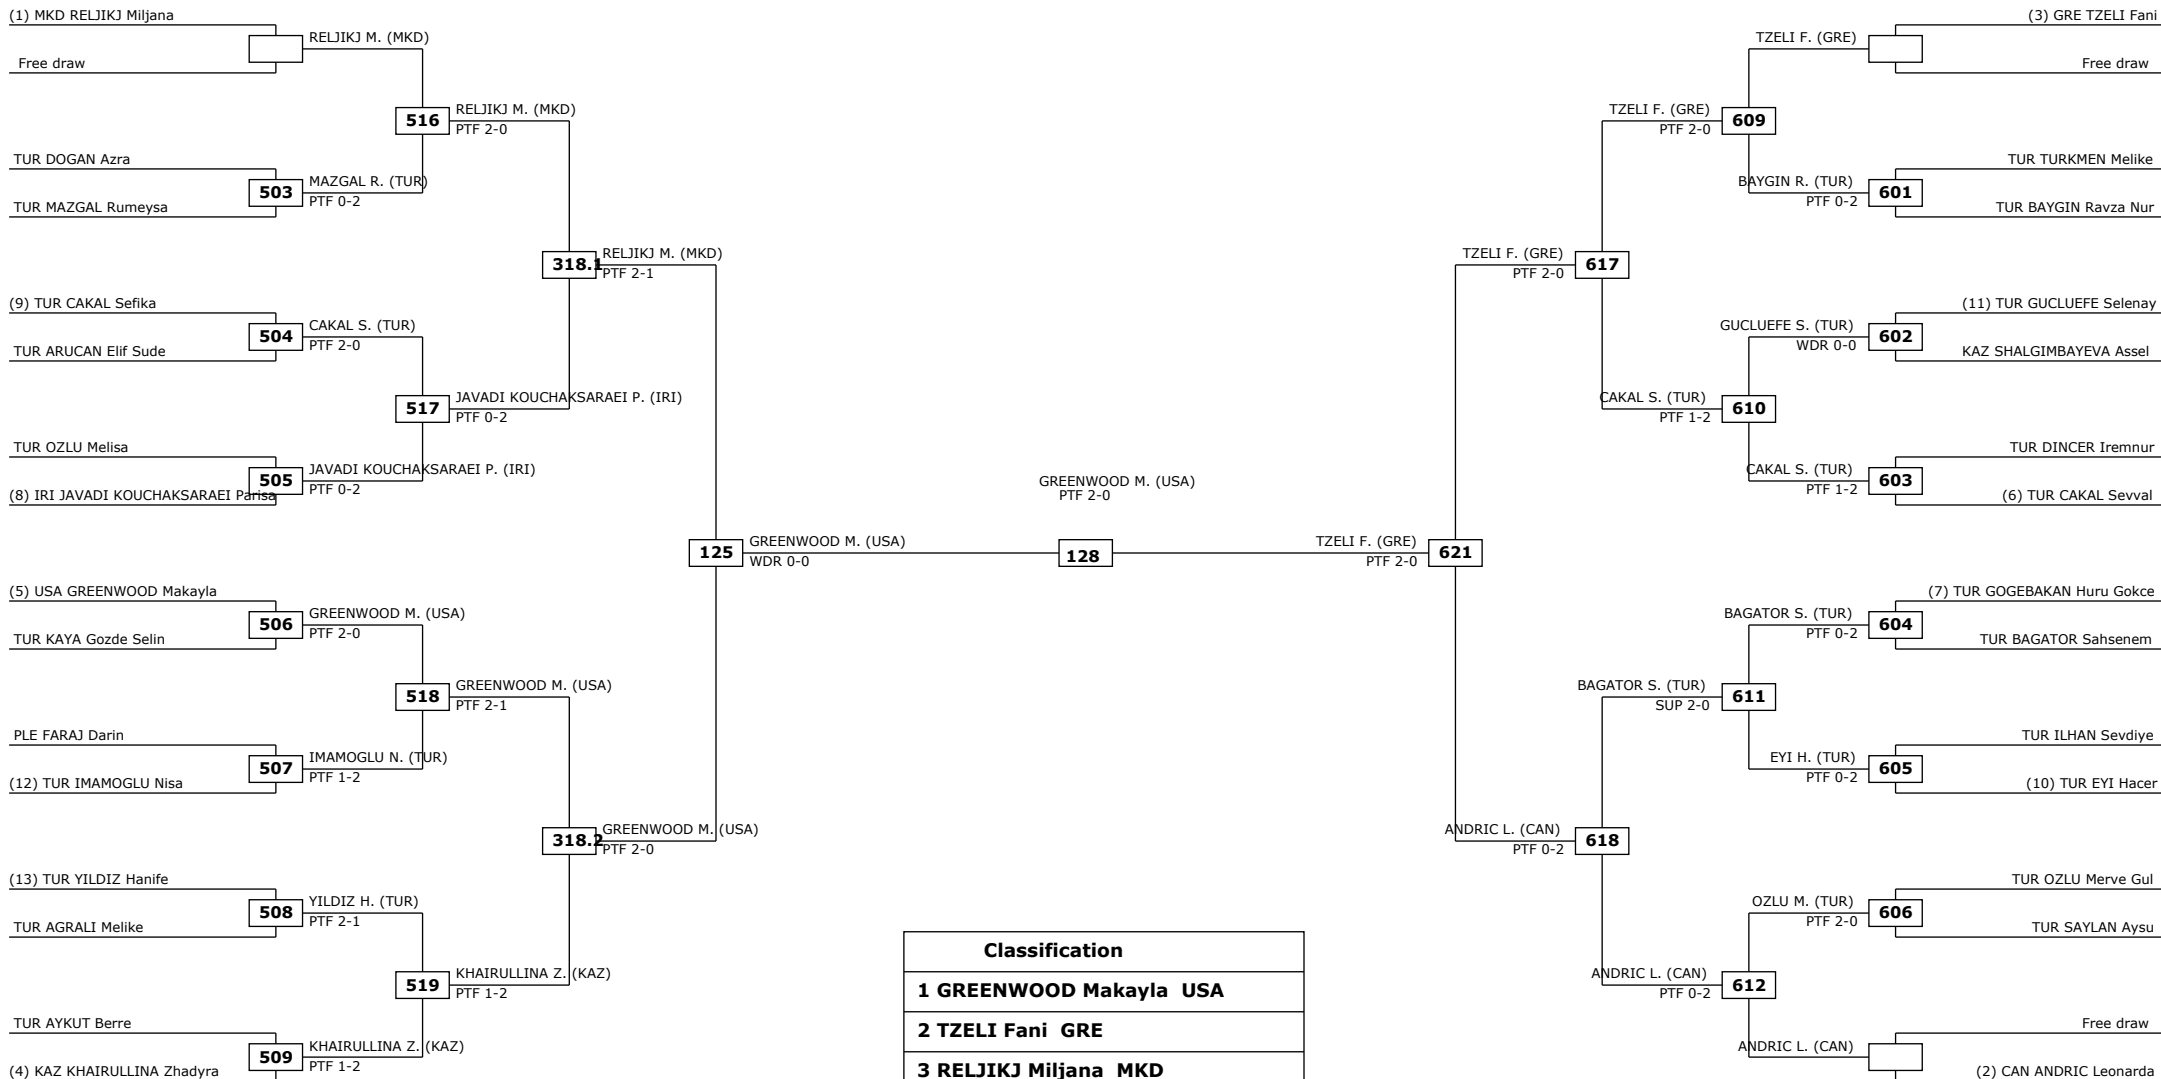 (1) MKD RELJIKJ Miljana
Free draw
RELJIKJ M. (MKD)
516
RELJIKJ M. (MKD)
PTF 2-0
TUR DOGAN Azra
503
MAZGAL R. (TUR)
PTF 0-2
TUR MAZGAL Rumeysa
318.1
RELJIKJ M. (MKD)
PTF 2-1
(9) TUR CAKAL Sefika
504
CAKAL S. (TUR)
PTF 2-0
TUR ARUCAN Elif Sude
517
JAVADI KOUCHAKSARAEI P. (IRI)
PTF 0-2
TUR OZLU Melisa
505
JAVADI KOUCHAKSARAEI P. (IRI)
PTF 0-2
(8) IRI JAVADI KOUCHAKSARAEI Parisa
125
GREENWOOD M. (USA)
WDR 0-0
(5) USA GREENWOOD Makayla
506
GREENWOOD M. (USA)
PTF 2-0
TUR KAYA Gozde Selin
518
GREENWOOD M. (USA)
PTF 2-1
PLE FARAJ Darin
507
IMAMOGLU N. (TUR)
PTF 1-2
(12) TUR IMAMOGLU Nisa
318.2
GREENWOOD M. (USA)
PTF 2-0
(13) TUR YILDIZ Hanife
508
YILDIZ H. (TUR)
PTF 2-1
TUR AGRALI Melike
519
KHAIRULLINA Z. (KAZ)
PTF 1-2
TUR AYKUT Berre
509
KHAIRULLINA Z. (KAZ)
PTF 1-2
(4) KAZ KHAIRULLINA Zhadyra
GREENWOOD M. (USA)
PTF 2-0
128
(3) GRE TZELI Fani
TZELI F. (GRE)
Free draw
TZELI F. (GRE)
PTF 2-0
609
TUR TURKMEN Melike
BAYGIN R. (TUR)
PTF 0-2
601
TUR BAYGIN Ravza Nur
TZELI F. (GRE)
PTF 2-0
617
(11) TUR GUCLUEFE Selenay
GUCLUEFE S. (TUR)
WDR 0-0
602
KAZ SHALGIMBAYEVA Assel
CAKAL S. (TUR)
PTF 1-2
610
TUR DINCER Iremnur
CAKAL S. (TUR)
PTF 1-2
603
(6) TUR CAKAL Sevval
TZELI F. (GRE)
PTF 2-0
621
(7) TUR GOGEBAKAN Huru Gokce
BAGATOR S. (TUR)
PTF 0-2
604
TUR BAGATOR Sahsenem
BAGATOR S. (TUR)
SUP 2-0
611
TUR ILHAN Sevdiye
EYI H. (TUR)
PTF 0-2
605
(10) TUR EYI Hacer
ANDRIC L. (CAN)
PTF 0-2
618
TUR OZLU Merve Gul
OZLU M. (TUR)
PTF 2-0
606
TUR SAYLAN Aysu
ANDRIC L. (CAN)
PTF 0-2
612
Free draw
ANDRIC L. (CAN)
(2) CAN ANDRIC Leonarda
Classification
1 GREENWOOD Makayla USA
2 TZELI Fani GRE
3 RELJIKJ Miljana MKD